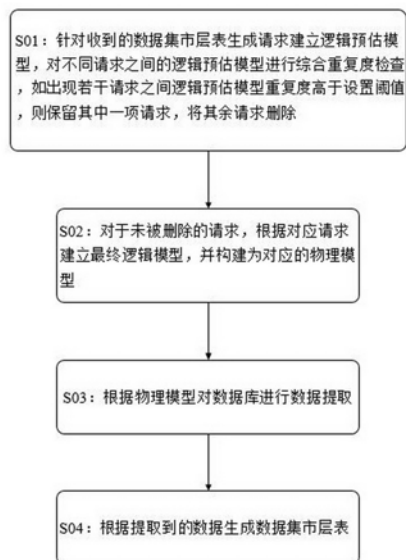 S01：针对收到的数据集市层表生成请求建立逻辑预估模
型，对不同请求之间的逻辑预估模型进行综合重复度检查
，如出现若干请求之间逻辑预估模型重复度高于设置阈值
，则保留其中一项请求，将其余请求删除
S02：对于未被删除的请求，根据对应请求
建立最终逻辑模型，并构建为对应的物理模
型
S03：根据物理模型对数据库进行数据提取
S04：根据提取到的数据生成数据集市层表